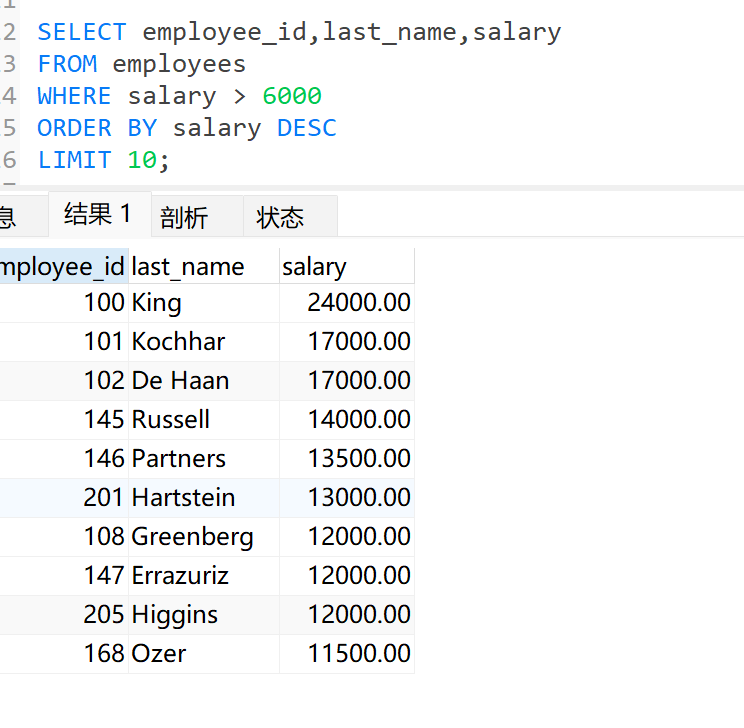 2 SELECT employee_id,last_name,salary
3 FROM employees
4 WHERE salary > 6000
5 ORDER BY salary DESC
6 LIMIT 10;
息 结果 1 剖析 状态
mployee_id last_name salary
100 King 24000.00
101 Kochhar 17000.00
102 De Haan 17000.00
145 Russell 14000.00
146 Partners 13500.00
201 Hartstein 13000.00
108 Greenberg 12000.00
147 Errazuriz 12000.00
205 Higgins 12000.00
168 Ozer 11500.00